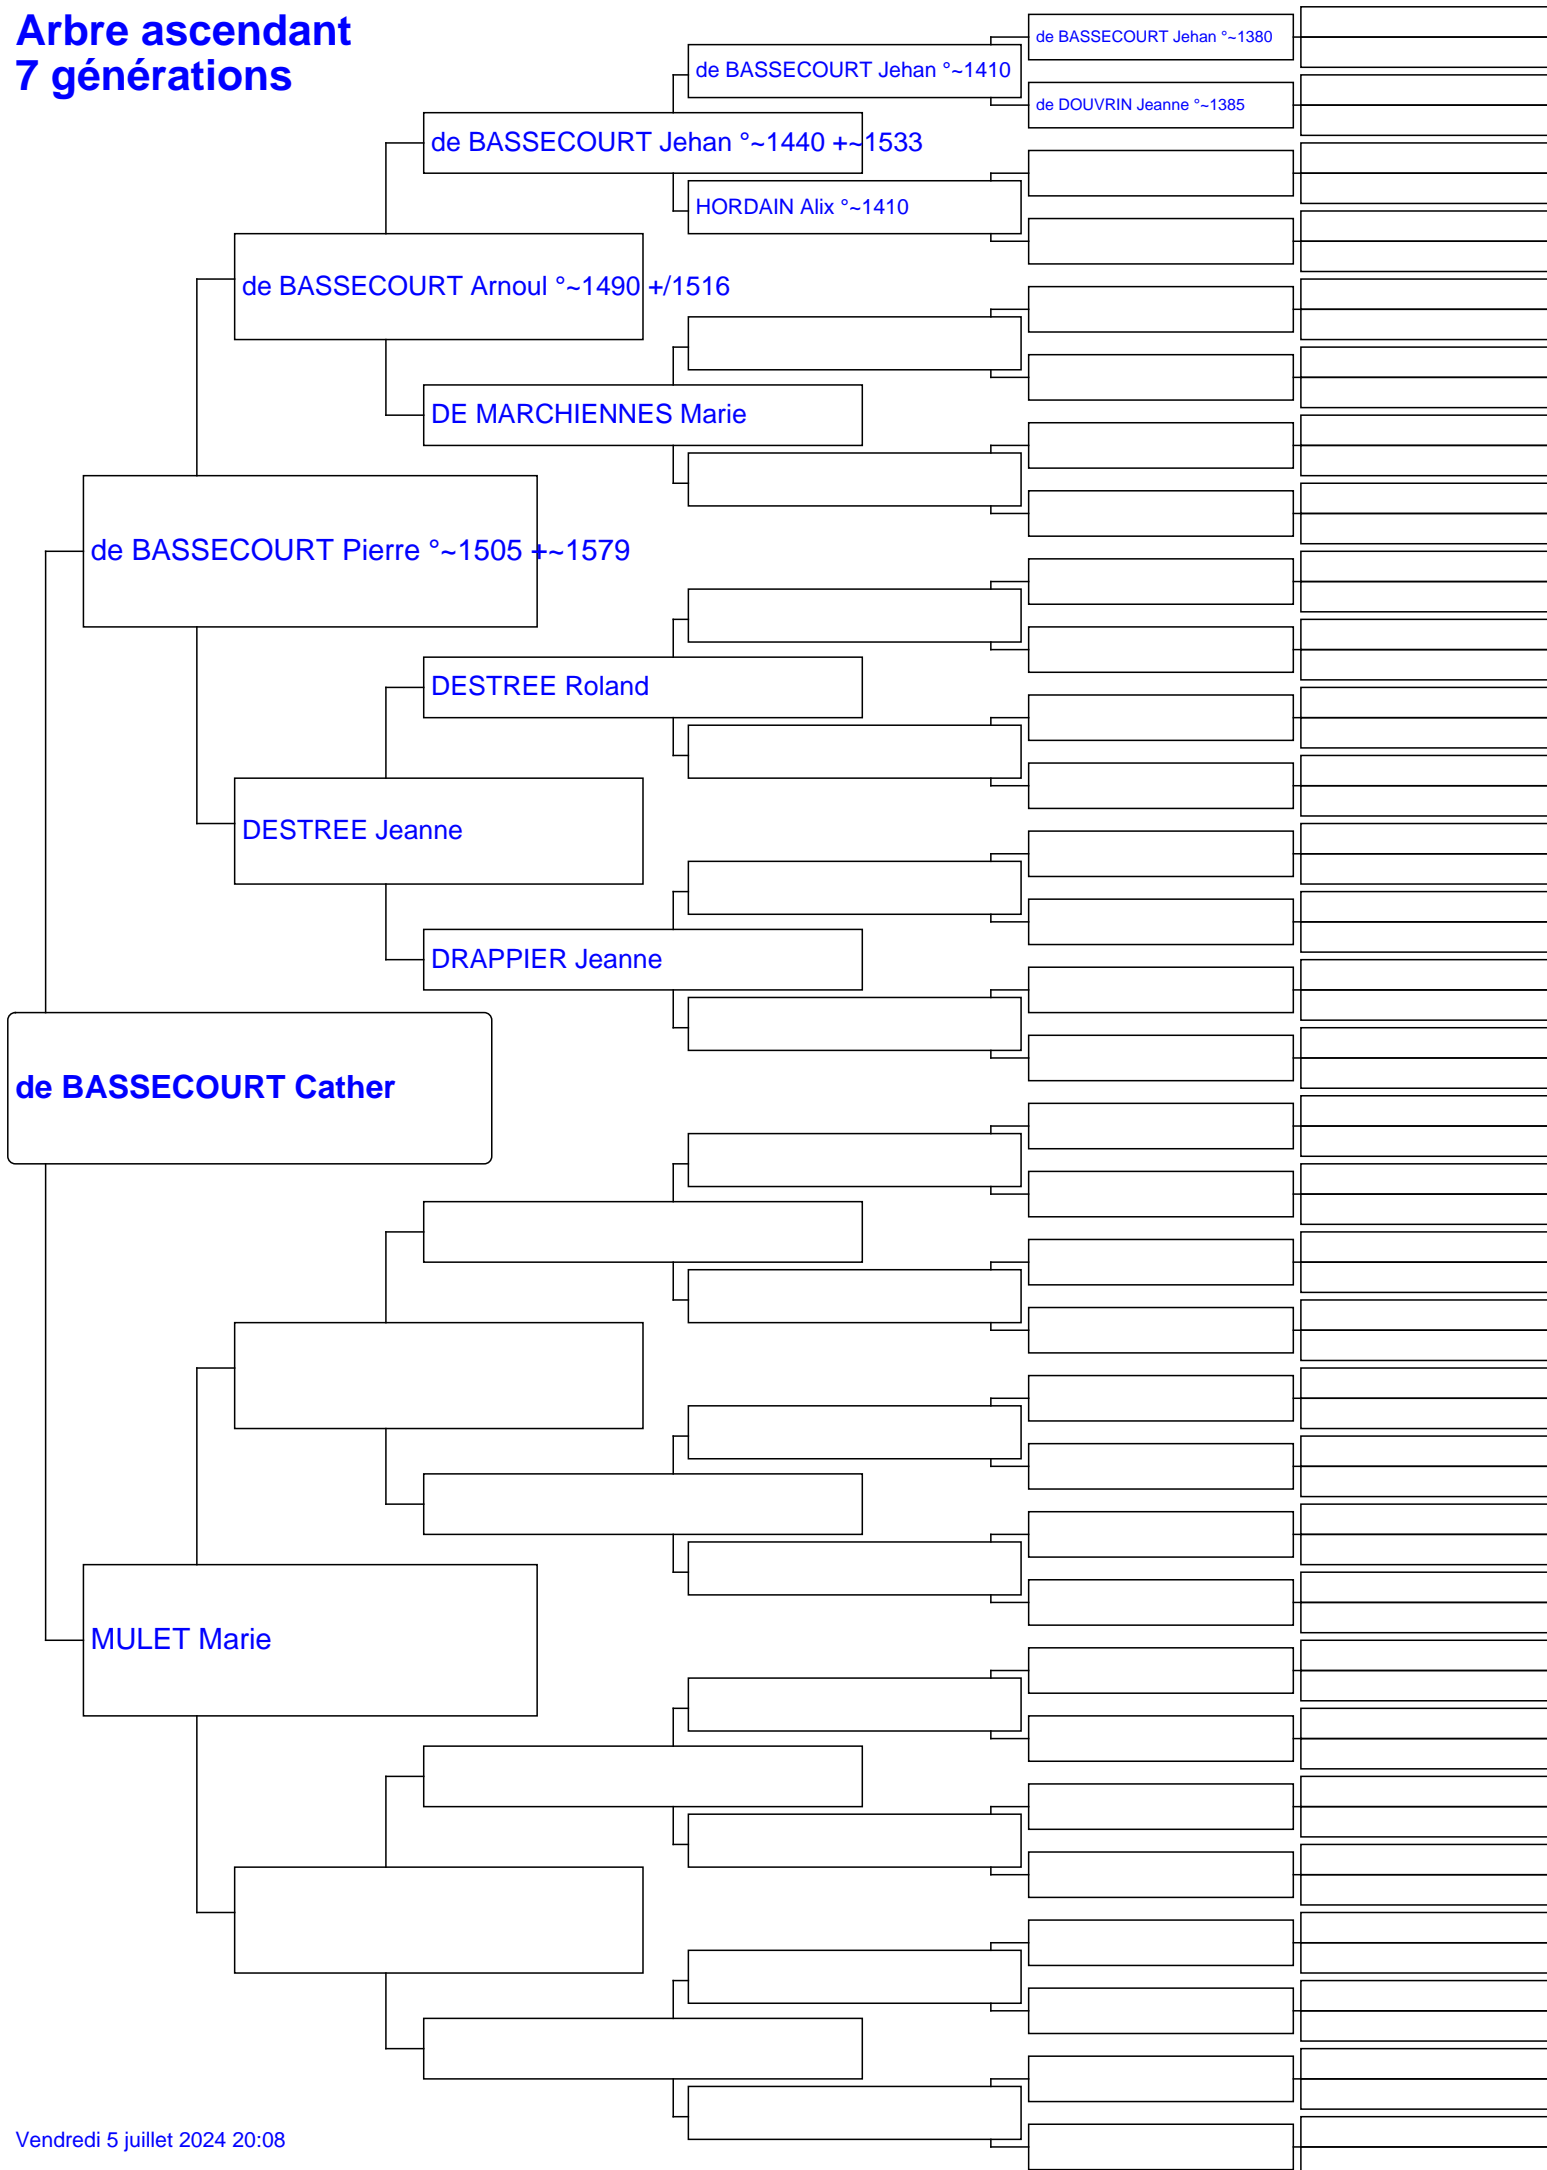 Arbre ascendant
7 générations
de BASSECOURT Jehan °~1380
de BASSECOURT Jehan °~1410
de DOUVRIN Jeanne °~1385
de BASSECOURT Jehan °~1440 +~1533
HORDAIN Alix °~1410
de BASSECOURT Arnoul °~1490 +/1516
DE MARCHIENNES Marie
de BASSECOURT Pierre °~1505 +~1579
DESTREE Roland
DESTREE Jeanne
DRAPPIER Jeanne
de BASSECOURT Cather
MULET Marie
Vendredi 5 juillet 2024 20:08